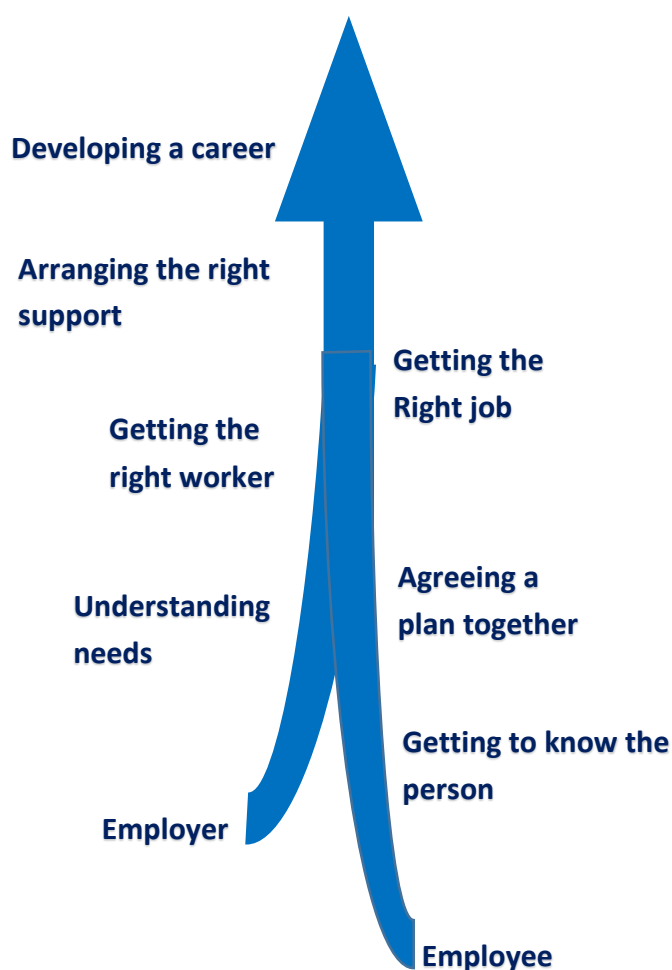 Developing a career
Arranging the right
support
Getting the
Right job
Getting the
right worker
Agreeing a
plan together
Understanding
needs
Getting to know the
person
Employer
Employee